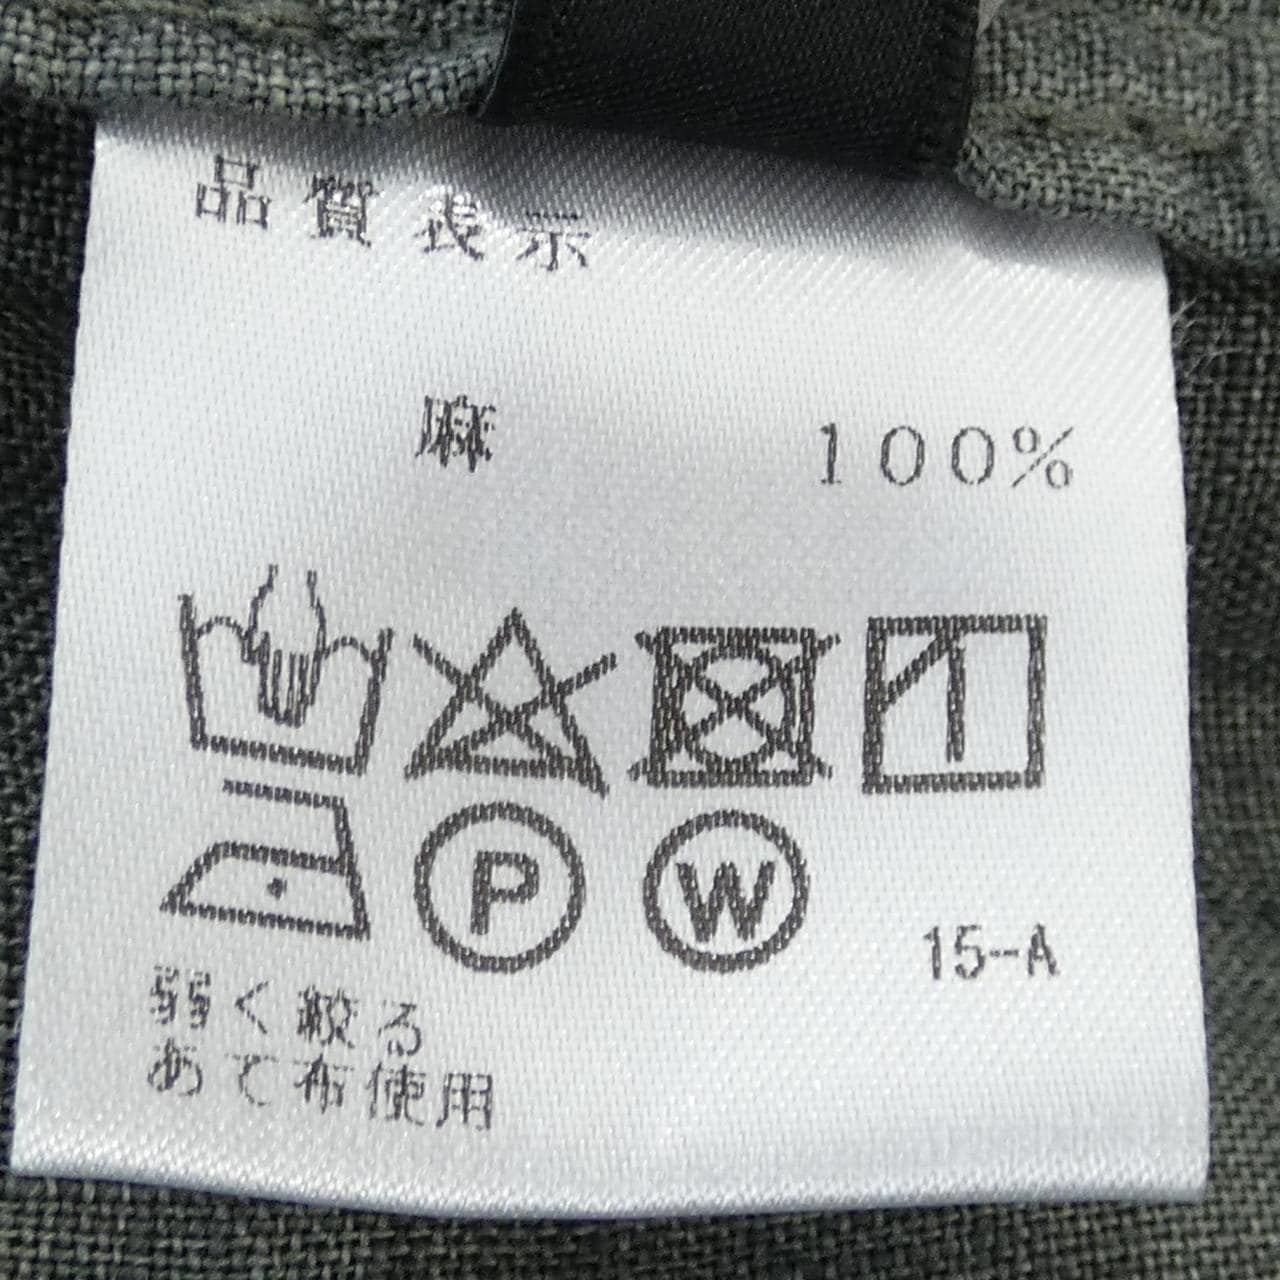 品質表示
麻 100%
P W 15-A
弱く絞る
あて布使用